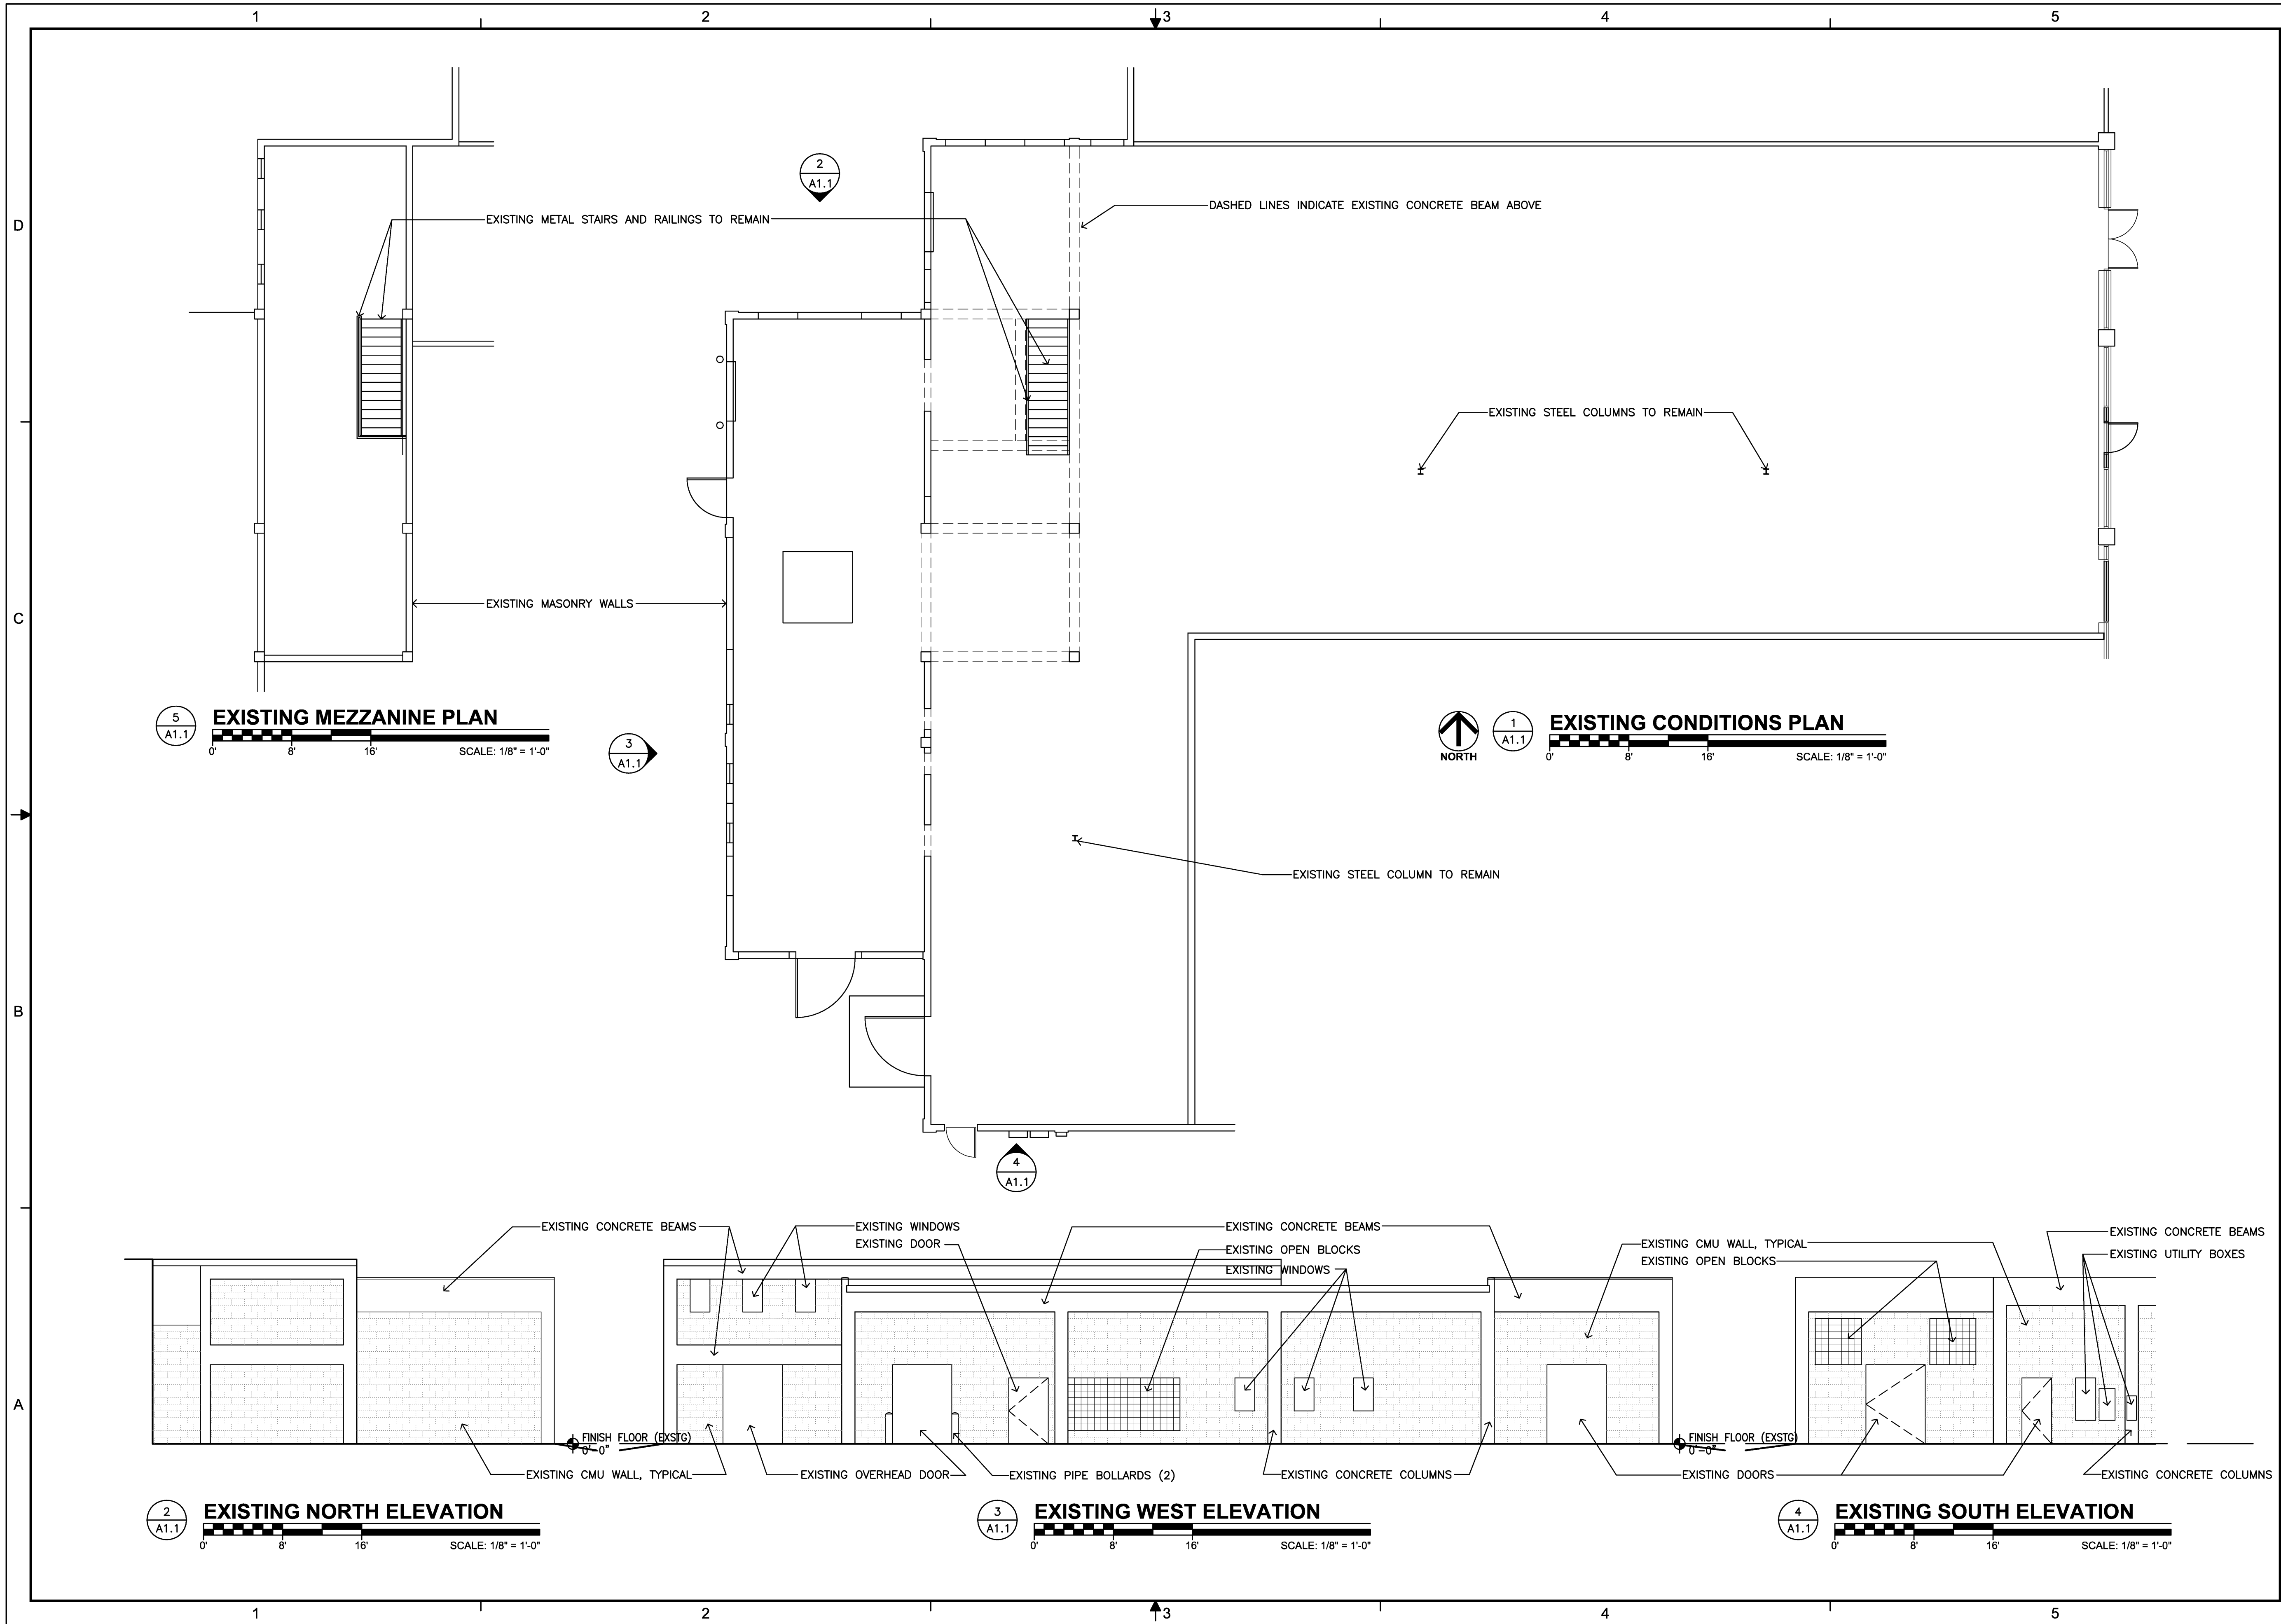 1 2 3 4 5
D
C
B
A
2
A1.1
EXISTING METAL STAIRS AND RAILINGS TO REMAIN
DASHED LINES INDICATE EXISTING CONCRETE BEAM ABOVE
EXISTING STEEL COLUMNS TO REMAIN
EXISTING MASONRY WALLS
5
A1.1
EXISTING MEZZANINE PLAN
0' 8' 16' SCALE: 1/8" = 1'-0"
3
A1.1
NORTH
1
A1.1
EXISTING CONDITIONS PLAN
0' 8' 16' SCALE: 1/8" = 1'-0"
EXISTING STEEL COLUMN TO REMAIN
4
A1.1
EXISTING CONCRETE BEAMS
EXISTING WINDOWS
EXISTING DOOR
EXISTING CONCRETE BEAMS
EXISTING OPEN BLOCKS
EXISTING WINDOWS
EXISTING CMU WALL, TYPICAL
EXISTING OPEN BLOCKS
EXISTING CONCRETE BEAMS
EXISTING UTILITY BOXES
FINISH FLOOR (EXSTG)
0'-0"
FINISH FLOOR (EXSTG)
0'-0"
EXISTING CMU WALL, TYPICAL
EXISTING OVERHEAD DOOR
EXISTING PIPE BOLLARDS (2)
EXISTING CONCRETE COLUMNS
EXISTING DOORS
EXISTING CONCRETE COLUMNS
2
A1.1
EXISTING NORTH ELEVATION
0' 8' 16' SCALE: 1/8" = 1'-0"
3
A1.1
EXISTING WEST ELEVATION
0' 8' 16' SCALE: 1/8" = 1'-0"
4
A1.1
EXISTING SOUTH ELEVATION
0' 8' 16' SCALE: 1/8" = 1'-0"
1 2 3 4 5